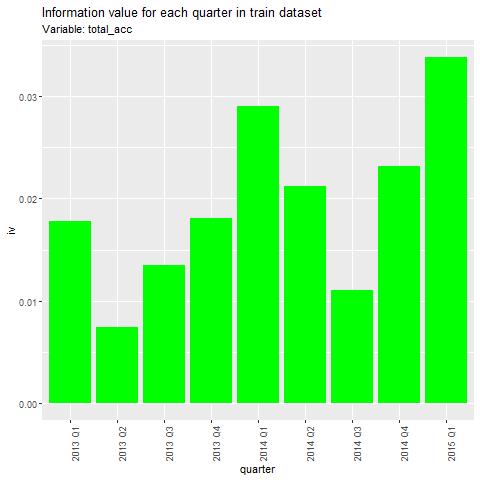 Information value for each quarter in train dataset
Variable: total_acc
iv
0.03
0.02
0.01
0.00
2013 Q1
2013 Q2
2013 Q3
2013 Q4
2014 Q1
2014 Q2
2014 Q3
2014 Q4
2015 Q1
quarter